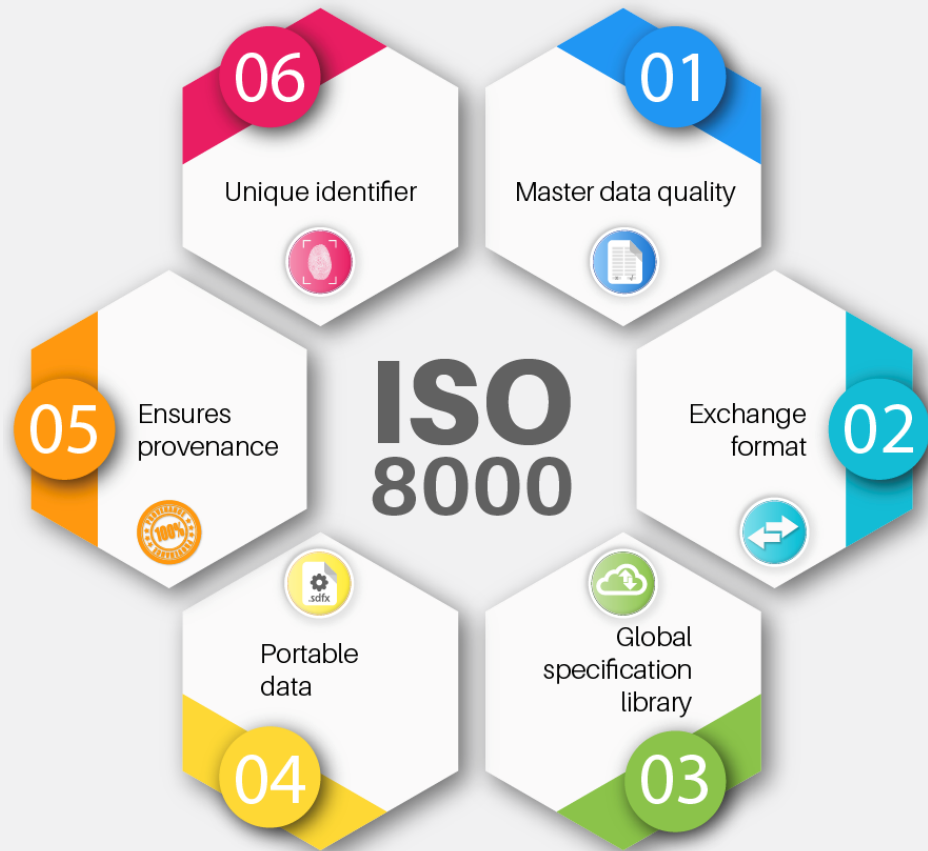 06
Unique identifier
01
Master data quality
05
Ensures
provenance
100%
ISO
8000
Exchange
format
02
.sdfx
Portable
data
04
Global
specification
library
03